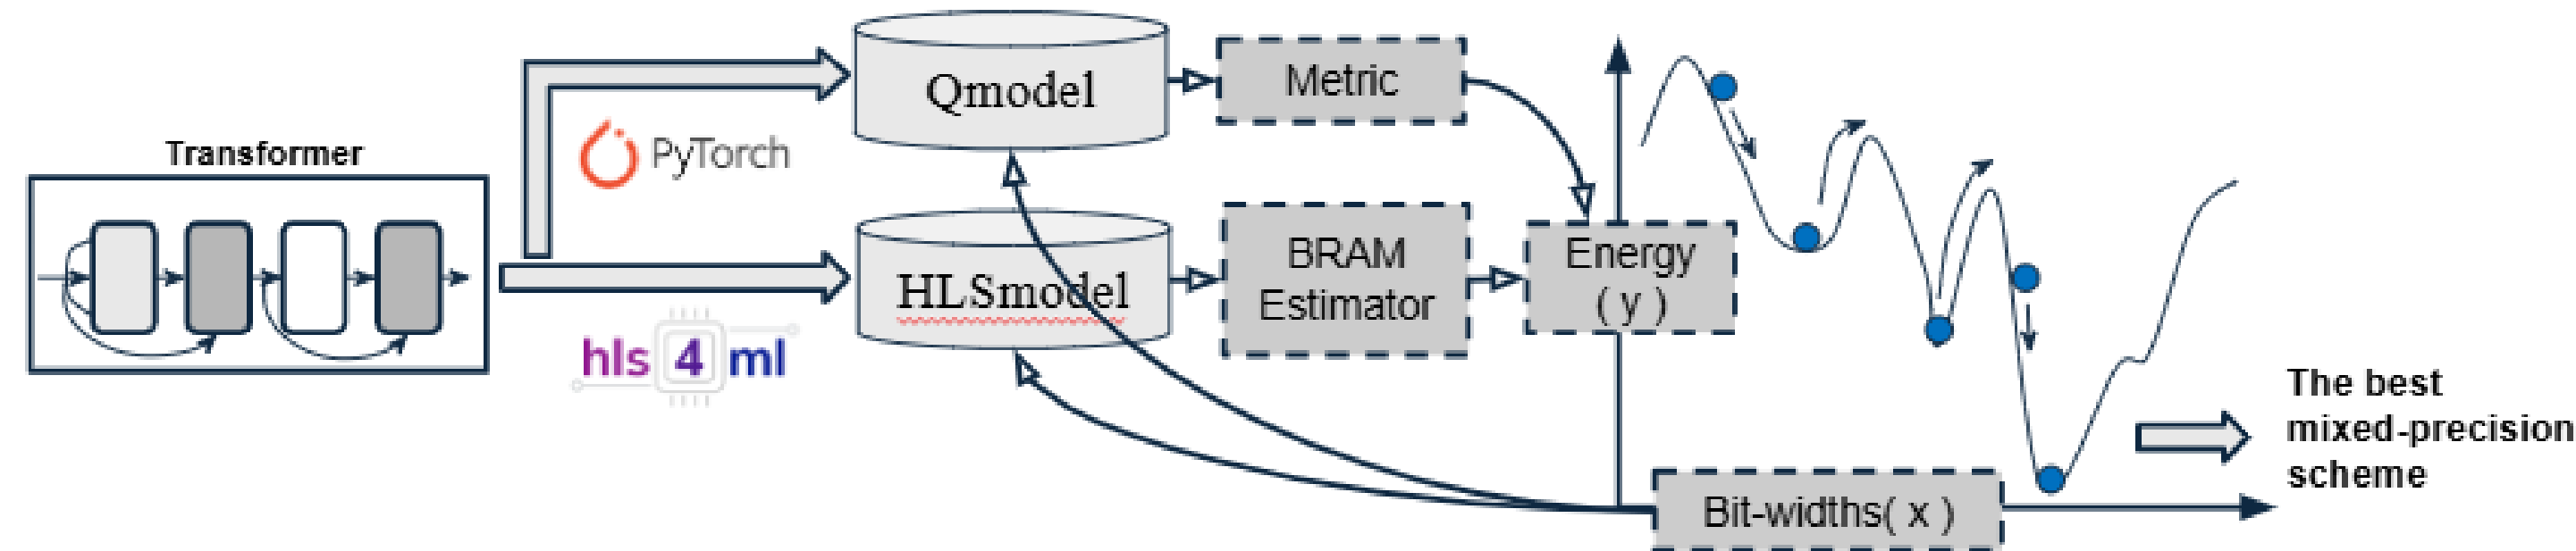 Transformer
PyTorch
hls 4 ml
Qmodel
Metric
HLSmodel
BRAM
Estimator
Energy
( y )
Bit-widths( x )
The best
mixed-precision
scheme